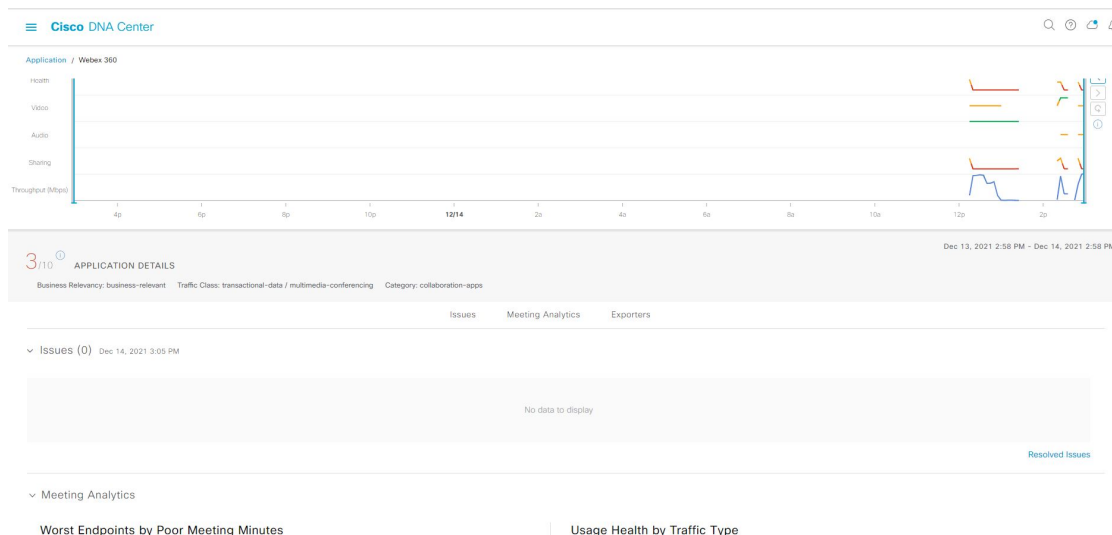 Cisco DNA Center
Application / Webex 360
Health
Video
Audio
Sharing
Throughput (Mbps)
4p 6p 8p 10p 12/14 2a 4a 6a 8a 10a 12p 2p
Dec 13, 2021 2:58 PM - Dec 14, 2021 2:58 PM
3/10 APPLICATION DETAILS
Business Relevancy: business-relevant Traffic Class: transactional-data / multimedia-conferencing Category: collaboration-apps
Issues Meeting Analytics Exporters
Issues (0) Dec 14, 2021 3:05 PM
No data to display
Resolved Issues
Meeting Analytics
Worst Endpoints by Poor Meeting Minutes
Usage Health by Traffic Type